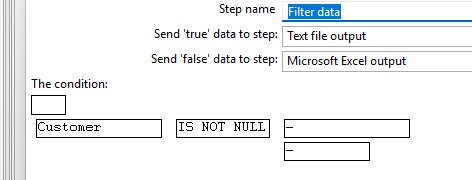 Step name Filter data
Send 'true' data to step: Text file output
Send 'false' data to step: Microsoft Excel output
The condition:
Customer IS NOT NULL –
–